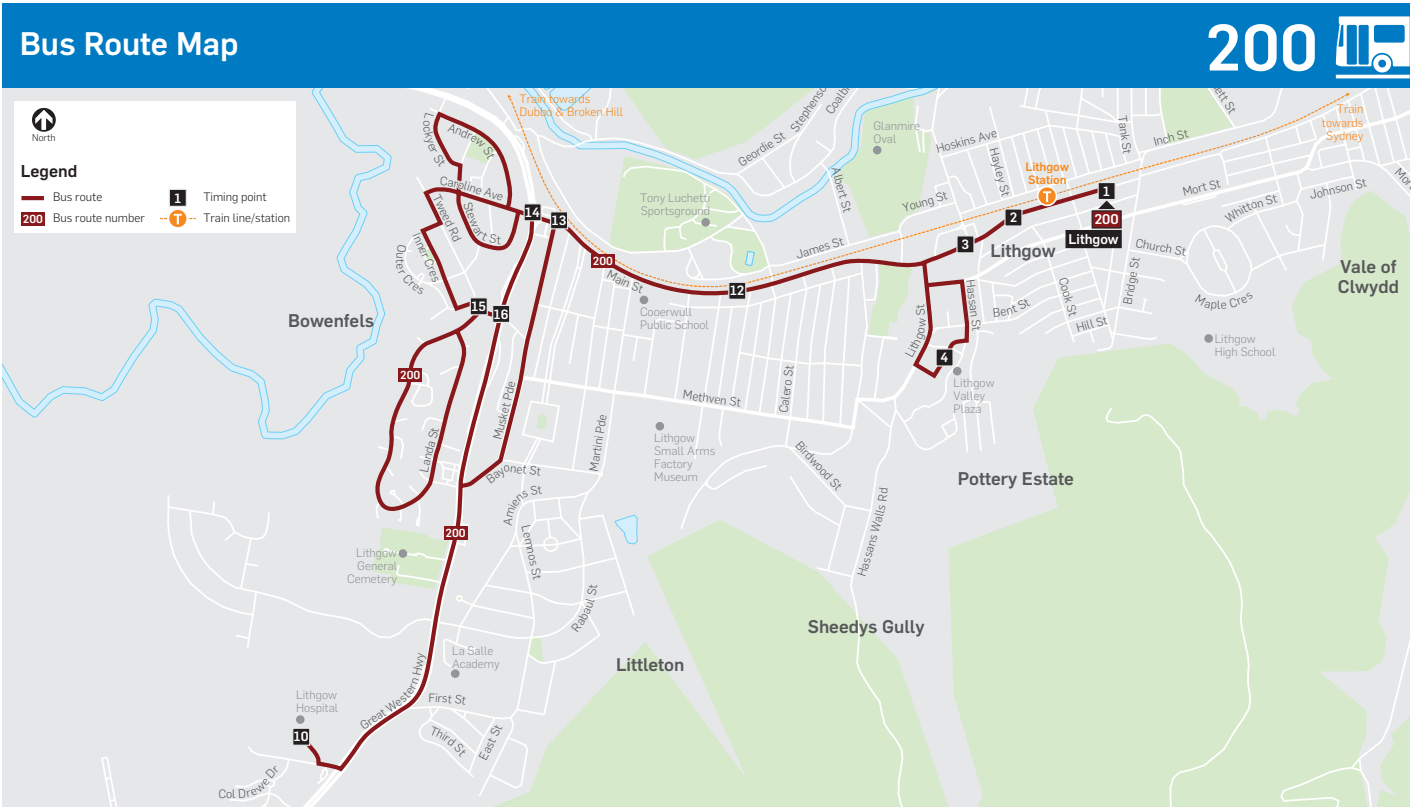 Bus Route Map
200
North
Legend
Bus route
1
Timing point
200
Bus route number
T
Train line/station
Train towards
Dubbo & Broken Hill
Train
towards
Sydney
Lockyer St
Andrew St
Caroline Ave
Tweed Rd
Stewart St
Inner Cres
Outer Cres
14
13
15
16
200
Main St
Cooerwull
Public School
12
James St
Tony Luchetti
Sportsground
Geordie St
Albert St
Glanmire
Oval
Hoskins Ave
Hayley St
Young St
Tank St
Inch St
Lithgow
Station
T
1
200
Lithgow
2
3
Lithgow
Mort St
Whitton St
Johnson St
Church St
Bridge St
Maple Cres
Cook St
Hill St
Bent St
Hassan St
Lithgow St
4
Lithgow
Valley
Plaza
Lithgow
High School
Vale of
Clwydd
Bowenfels
200
Landa St
Musket Pde
Bayonet St
Martini Pde
Methven St
Calero St
Lithgow
Small Arms
Factory
Museum
Birdwood St
Hassans Walls Rd
Pottery Estate
Amiens St
Lemnos St
200
Lithgow
General
Cemetery
Rabaul St
Sheedys Gully
Littleton
La Salle
Academy
Great Western Hwy
First St
Third St
East St
Lithgow
Hospital
10
Col Drewe Dr